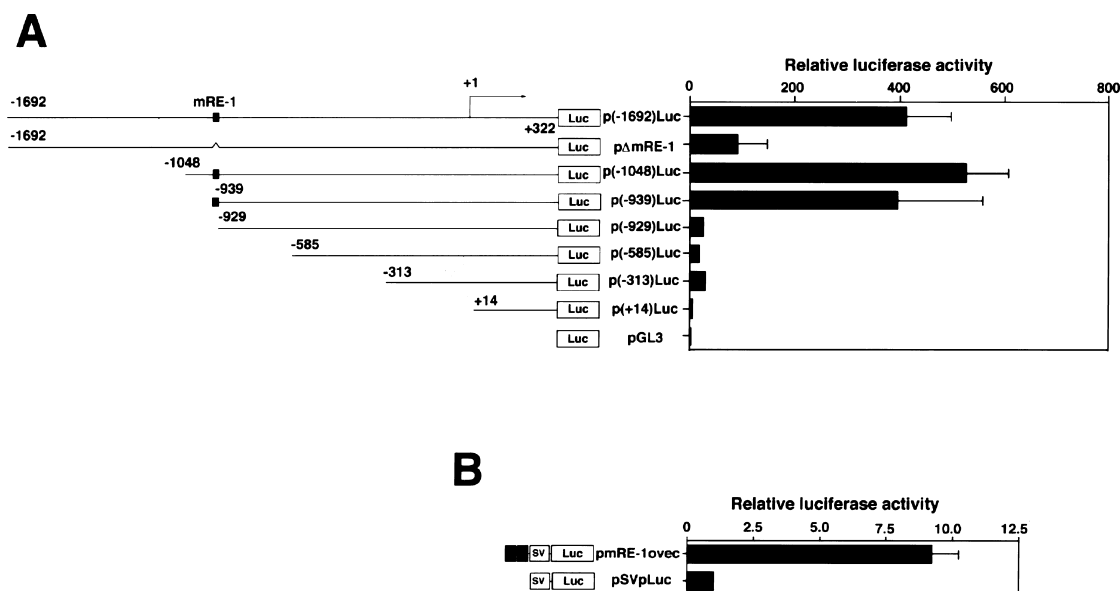 A
Relative luciferase activity
0 200 400 600 800
+1
-1692 mRE-1
+322 Luc p(-1692)Luc
-1692
Luc pΔmRE-1
-1048
Luc p(-1048)Luc
-939
Luc p(-939)Luc
-929
Luc p(-929)Luc
-585
Luc p(-585)Luc
-313
Luc p(-313)Luc
+14
Luc p(+14)Luc
Luc pGL3
B
Relative luciferase activity
0 2.5 5.0 7.5 10.0 12.5
SV Luc pmRE-1ovec
SV Luc pSVpLuc